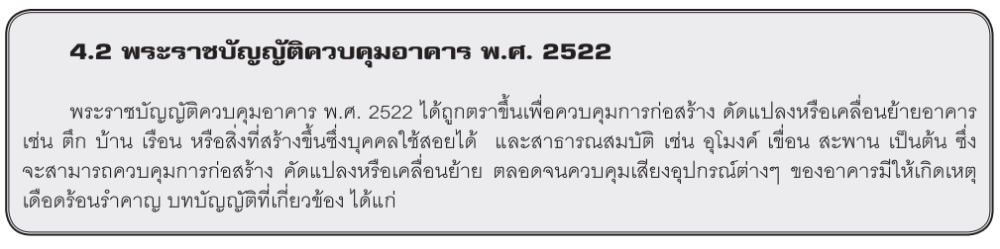 4.2 พระราชบัญญัติควบคุมอาคาร พ.ศ. 2522
พระราชบัญญัติควบคุมอาคาร พ.ศ. 2522 ได้ถูกตราขึ้นเพื่อควบคุมการก่อสร้าง ดัดแปลงหรือเคลื่อนย้ายอาคาร
เช่น ตึก บ้าน เรือน หรือสิ่งที่สร้างขึ้นซึ่งบุคคลใช้สอยได้ และสาธารณสมบัติ เช่น อุโมงค์ เขื่อน สะพาน เป็นต้น ซึ่ง
จะสามารถควบคุมการก่อสร้าง คัดแปลงหรือเคลื่อนย้าย ตลอดจนควบคุมเสียงอุปกรณ์ต่างๆ ของอาคารมิให้เกิดเหตุ
เดือดร้อนรำคาญ บทบัญญัติที่เกี่ยวข้อง ได้แก่